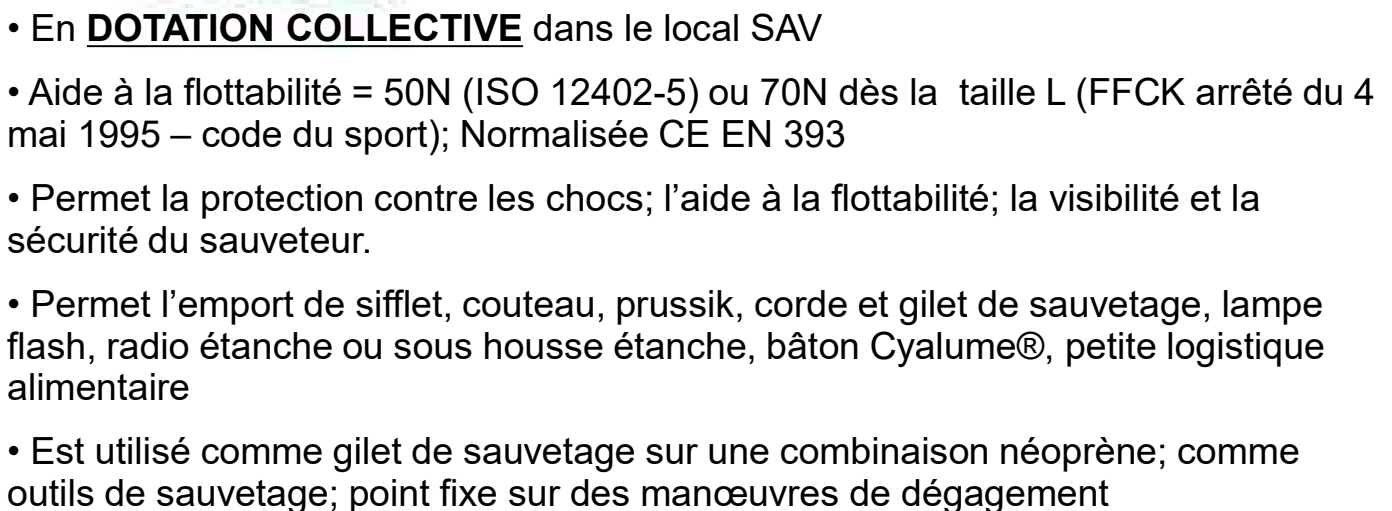 • En DOTATION COLLECTIVE dans le local SAV
• Aide à la flottabilité = 50N (ISO 12402-5) ou 70N dès la  taille L (FFCK arrêté du 4
mai 1995 – code du sport); Normalisée CE EN 393
• Permet la protection contre les chocs; l’aide à la flottabilité; la visibilité et la
sécurité du sauveteur.
• Permet l’emport de sifflet, couteau, prussik, corde et gilet de sauvetage, lampe
flash, radio étanche ou sous housse étanche, bâton Cyalume®, petite logistique
alimentaire
• Est utilisé comme gilet de sauvetage sur une combinaison néoprène; comme
outils de sauvetage; point fixe sur des manœuvres de dégagement